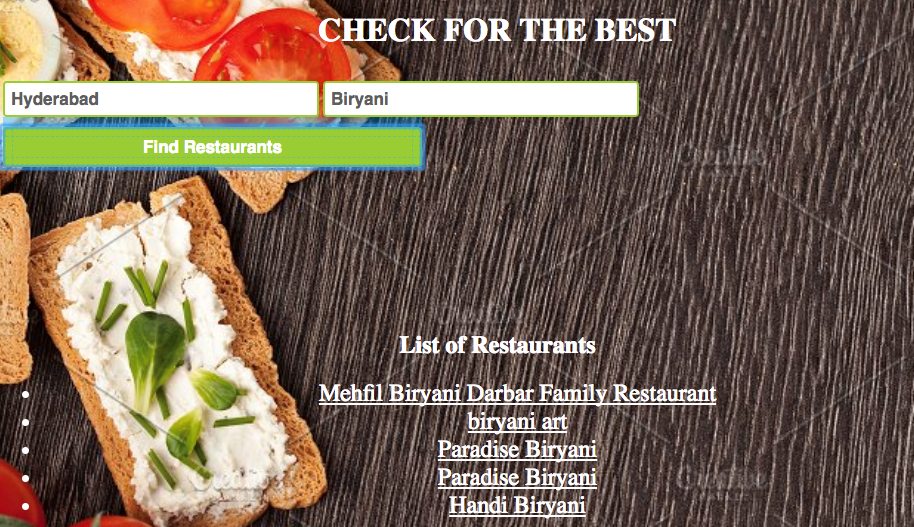 CHECK FOR THE BEST
Hyderabad Biryani
Find Restaurants
List of Restaurants
Mehfil Biryani Darbar Family Restaurant
biryani art
Paradise Biryani
Paradise Biryani
Handi Biryani